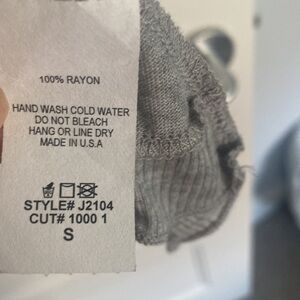 100% RAYON
HAND WASH COLD WATER
DO NOT BLEACH
HANG OR LINE DRY
MADE IN U.S.A
STYLE# J2104
CUT# 1000 1
S